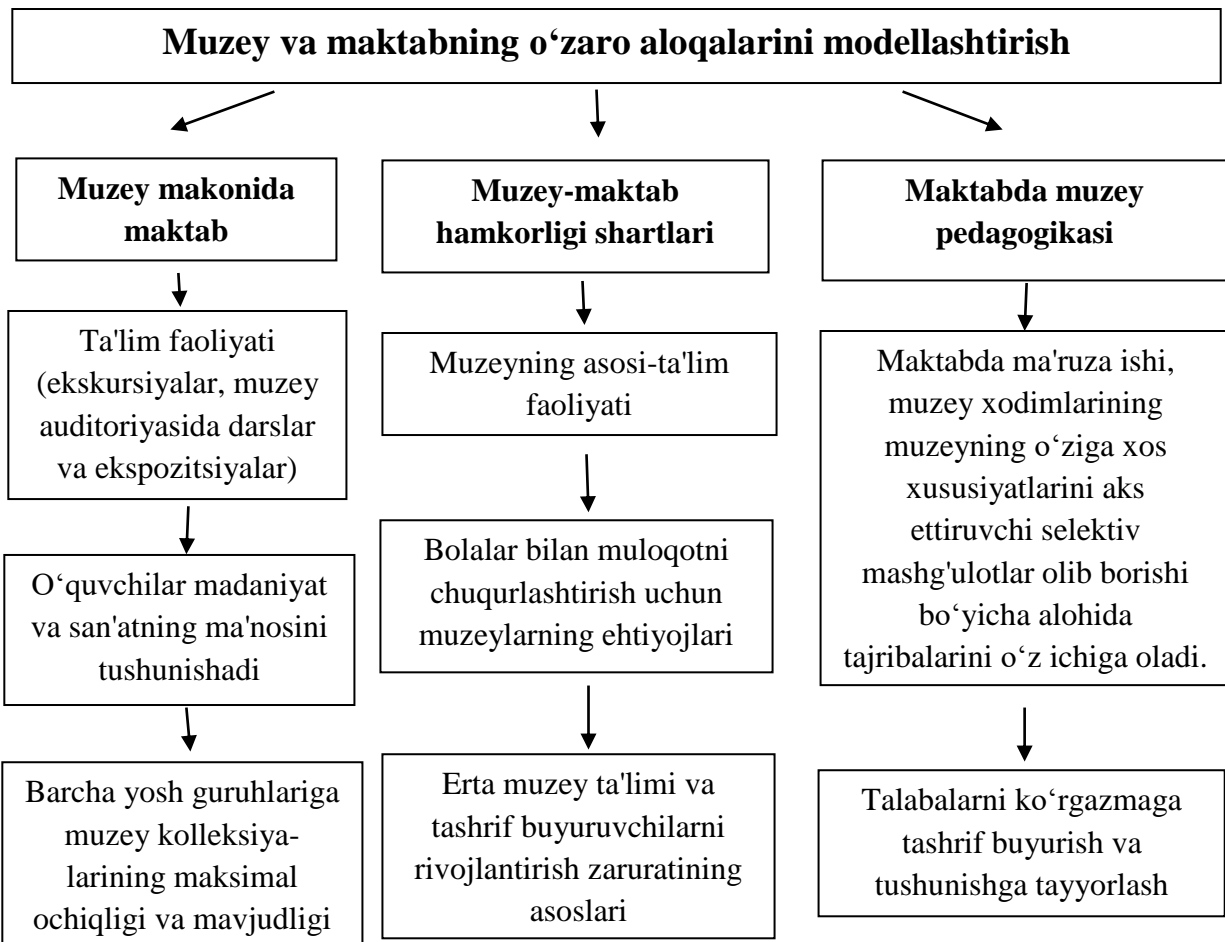 Muzey va maktabning o‘zaro aloqalarini modellashtirish
Muzey makonida
maktab
Ta'lim faoliyati
(ekskursiyalar, muzey
auditoriyasida darslar
va ekspozitsiyalar)
O‘quvchilar madaniyat
va san'atning ma'nosini
tushunishadi
Barcha yosh guruhlariga
muzey kolleksiya-
larining maksimal
ochiqligi va mavjudligi
Muzey-maktab
hamkorligi shartlari
Muzeyning asosi-ta'lim
faoliyati
Bolalar bilan muloqotni
chuqurlashtirish uchun
muzeylarning ehtiyojlari
Erta muzey ta'limi va
tashrif buyuruvchilarni
rivojlantirish zaruratining
asoslari
Maktabda muzey
pedagogikasi
Maktabda ma'ruza ishi,
muzey xodimlarining
muzeyning o‘ziga xos
xususiyatlarini aks
ettiruvchi selektiv
mashg'ulotlar olib borishi
bo‘yicha alohida
tajribalarini o‘z ichiga oladi.
Talabalarni ko‘rgazmaga
tashrif buyurish va
tushunishga tayyorlash